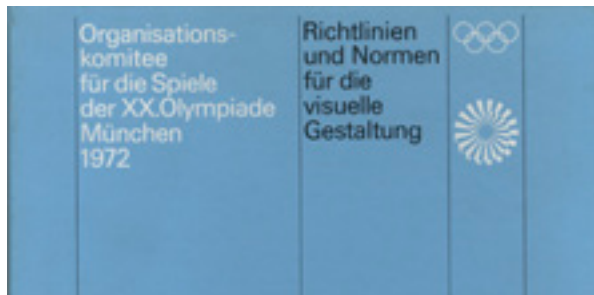 Organisations-
komitee
für die Spiele
der XX.Olympiade
München
1972
Richtlinien
und Normen
für die
visuelle
Gestaltung